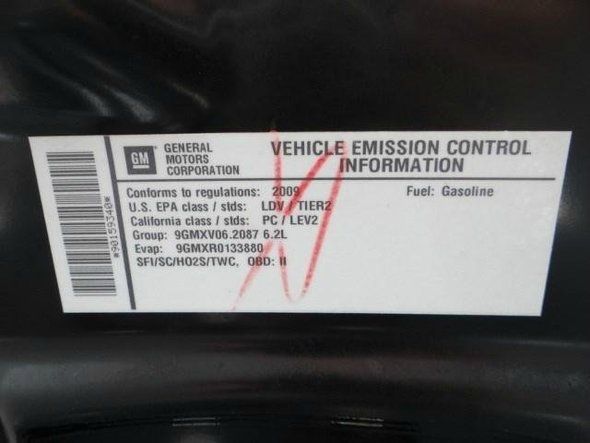 *90159340*
GM
GENERAL
MOTORS
CORPORATION
VEHICLE EMISSION CONTROL
INFORMATION
Conforms to regulations: 2009 Fuel: Gasoline
U.S. EPA class / stds: LDV / TIER2
California class / stds: PC / LEV2
Group: 9GMXV06.2087 6.2L
Evap: 9GMXR0133880
SFI/SC/HO2S/TWC, OBD: II